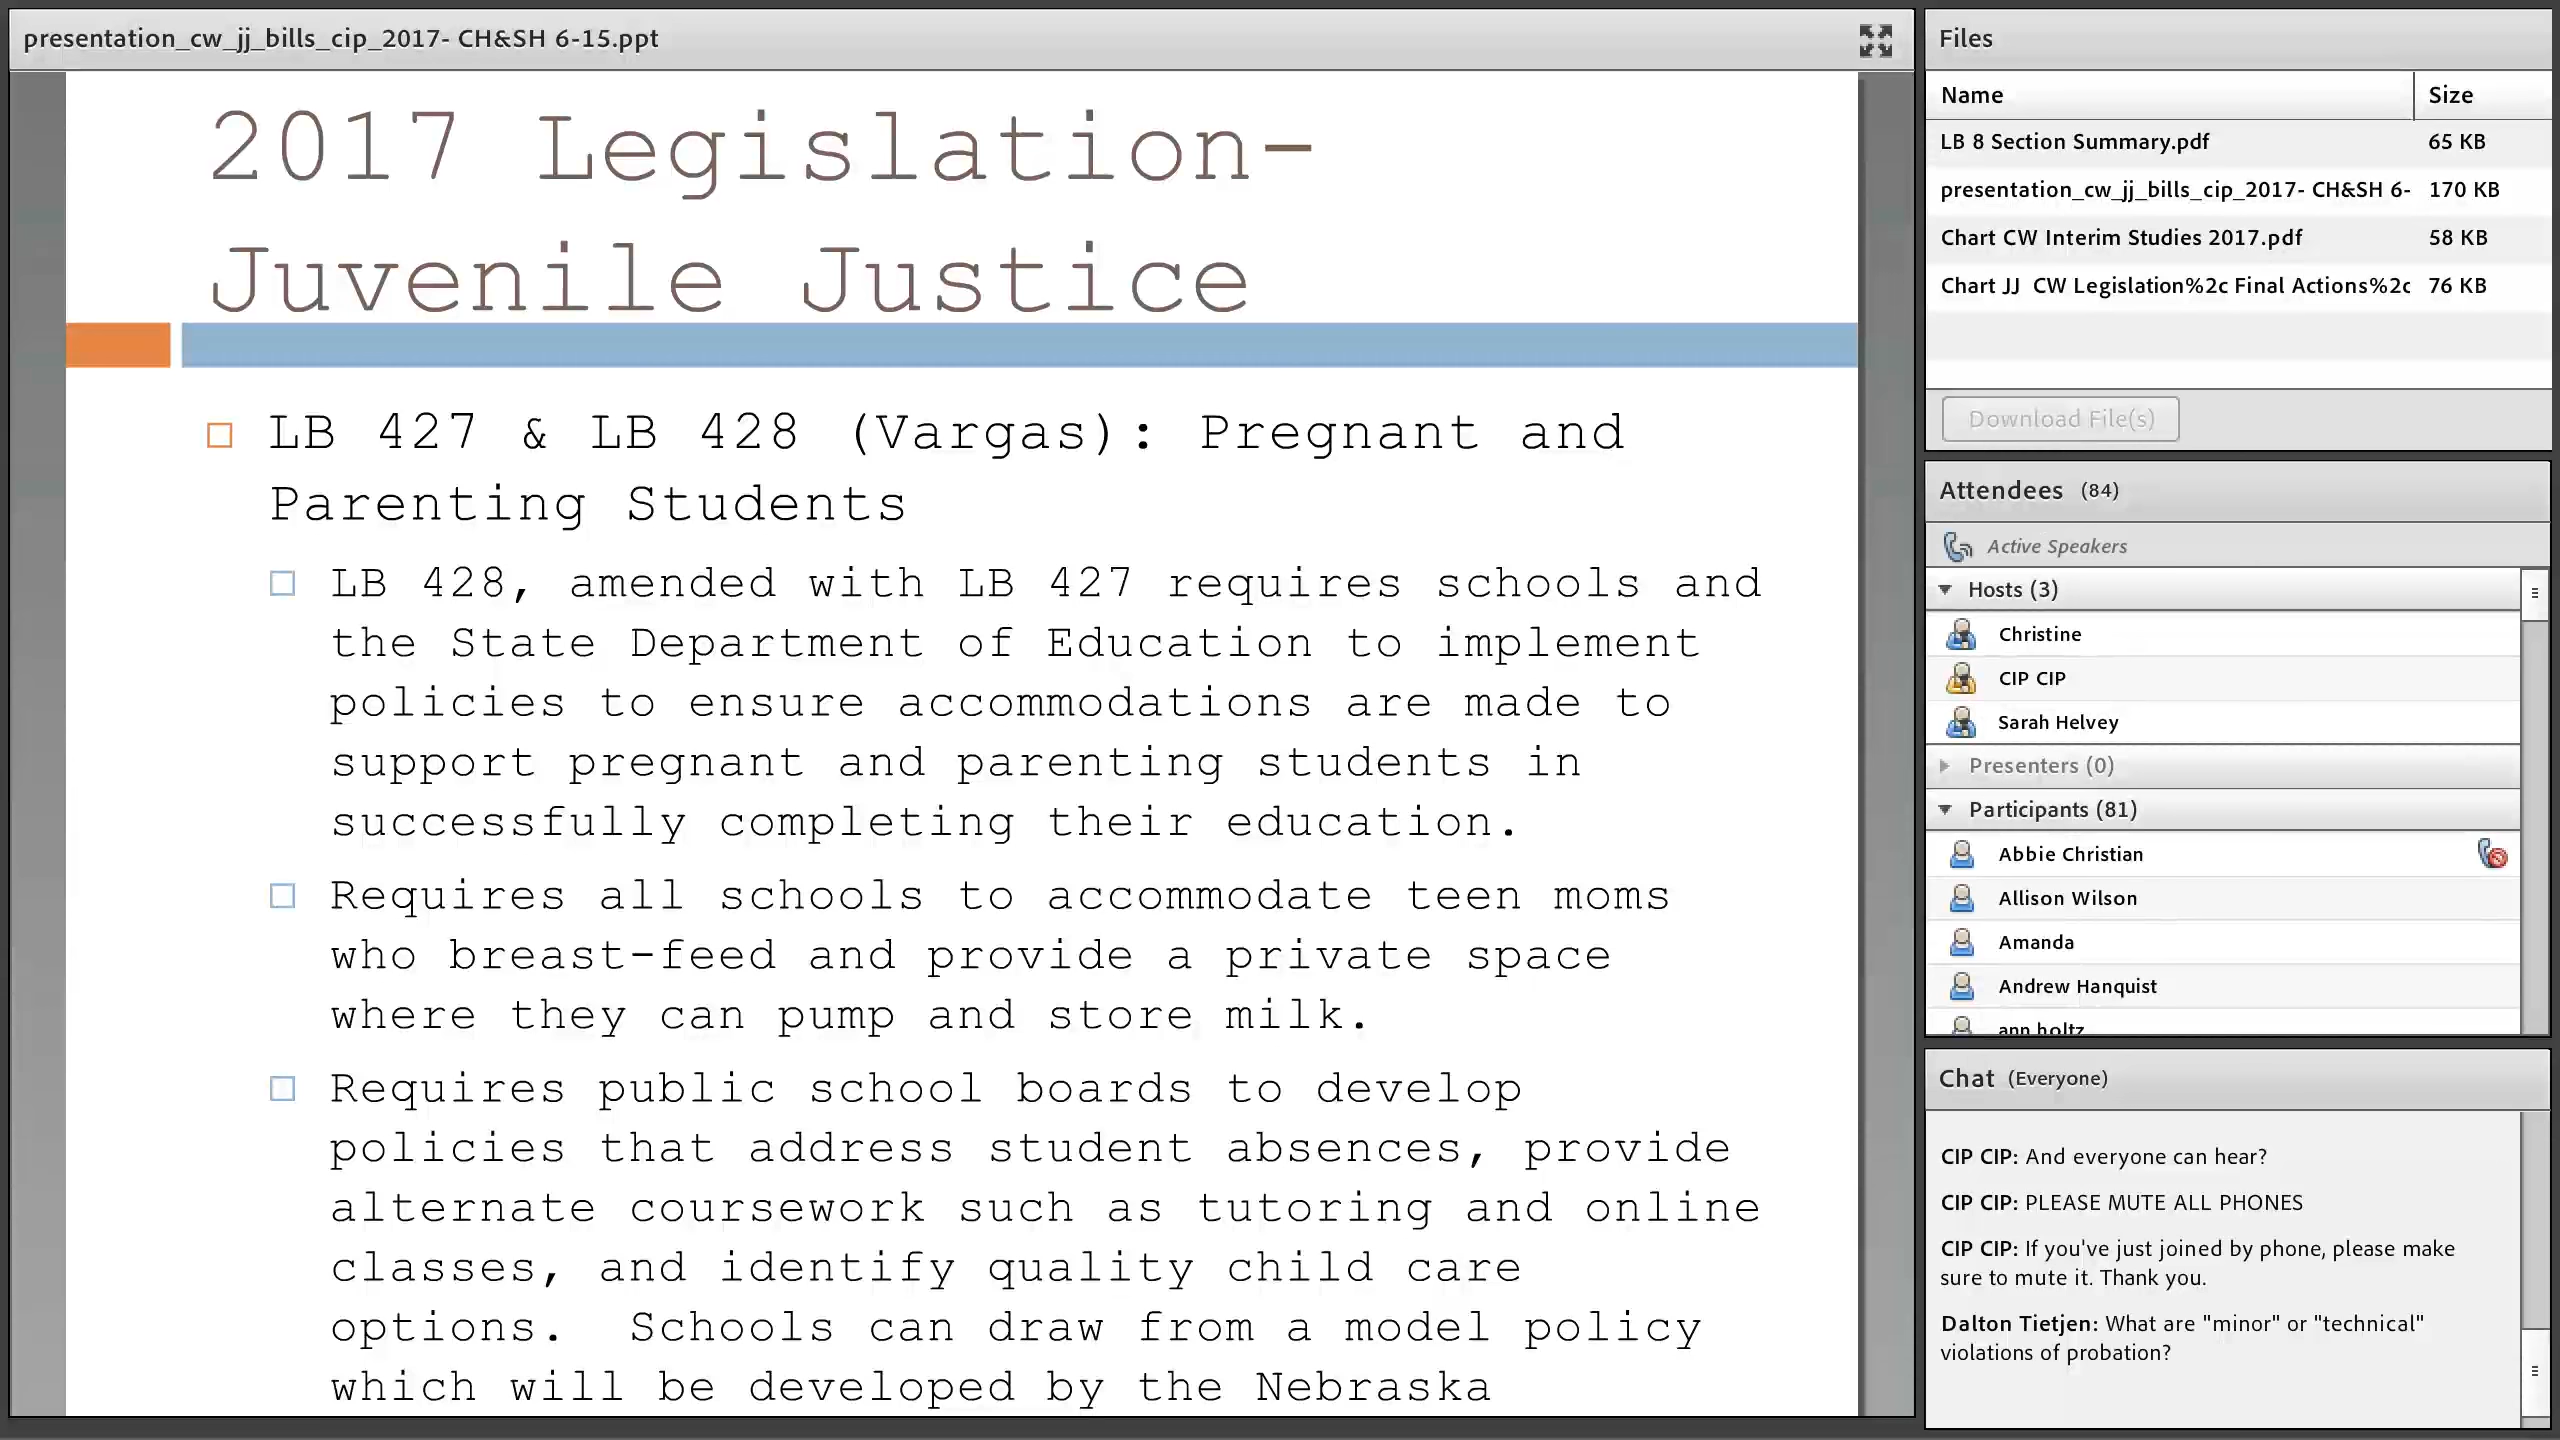 presentation_cw_jj_bills_cip_2017- CH&SH 6-15.ppt
2017 Legislation-
Juvenile Justice
LB 427 & LB 428 (Vargas): Pregnant and
Parenting Students
LB 428, amended with LB 427 requires schools and
the State Department of Education to implement
policies to ensure accommodations are made to
support pregnant and parenting students in
successfully completing their education.
Requires all schools to accommodate teen moms
who breast-feed and provide a private space
where they can pump and store milk.
Requires public school boards to develop
policies that address student absences, provide
alternate coursework such as tutoring and online
classes, and identify quality child care
options.  Schools can draw from a model policy
which will be developed by the Nebraska
Files
Name Size
LB 8 Section Summary.pdf 65 KB
presentation_cw_jj_bills_cip_2017- CH&SH 6- 170 KB
Chart CW Interim Studies 2017.pdf 58 KB
Chart JJ  CW Legislation%2c Final Actions%2c 76 KB
Download File(s)
Attendees (84)
Active Speakers
Hosts (3)
Christine
CIP CIP
Sarah Helvey
Presenters (0)
Participants (81)
Abbie Christian
Allison Wilson
Amanda
Andrew Hanquist
ann holtz
Chat (Everyone)
CIP CIP: And everyone can hear?
CIP CIP: PLEASE MUTE ALL PHONES
CIP CIP: If you've just joined by phone, please make
sure to mute it. Thank you.
Dalton Tietjen: What are "minor" or "technical"
violations of probation?